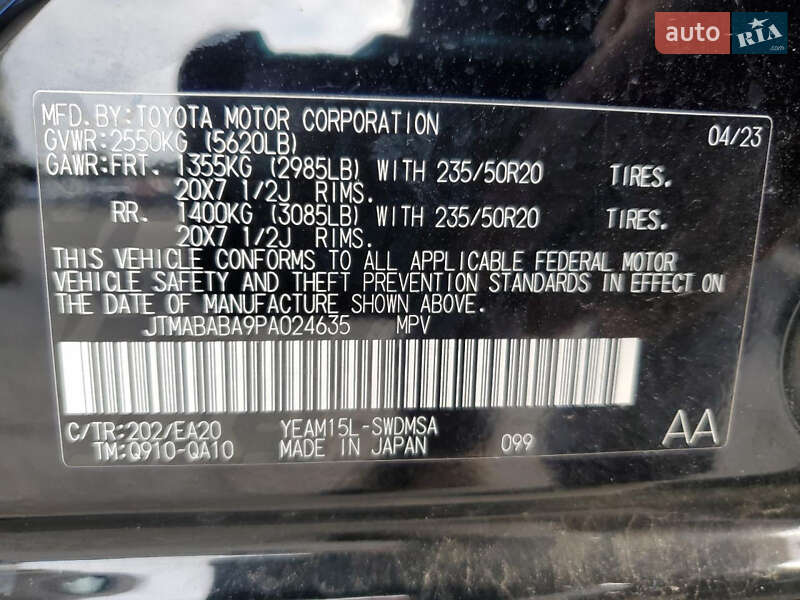 auto RIA
.com
MFD.BY:TOYOTA MOTOR CORPORATION 04/23
GVWR:2550KG (5620LB)
GAWR:FRT. 1355KG (2985LB) WITH 235/50R20 TIRES.
20X7 1/2J RIMS.
RR. 1400KG (3085LB) WITH 235/50R20 TIRES.
20X7 1/2J RIMS.
THIS VEHICLE CONFORMS TO ALL APPLICABLE FEDERAL MOTOR
VEHICLE SAFETY AND THEFT PREVENTION STANDARDS IN EFFECT ON
THE DATE OF MANUFACTURE SHOWN ABOVE.
JTMABABA9PA024635 MPV
C/TR:202/EA20 YEAM15L-SWDMSA AA
TM:Q910-QA10 MADE IN JAPAN 099